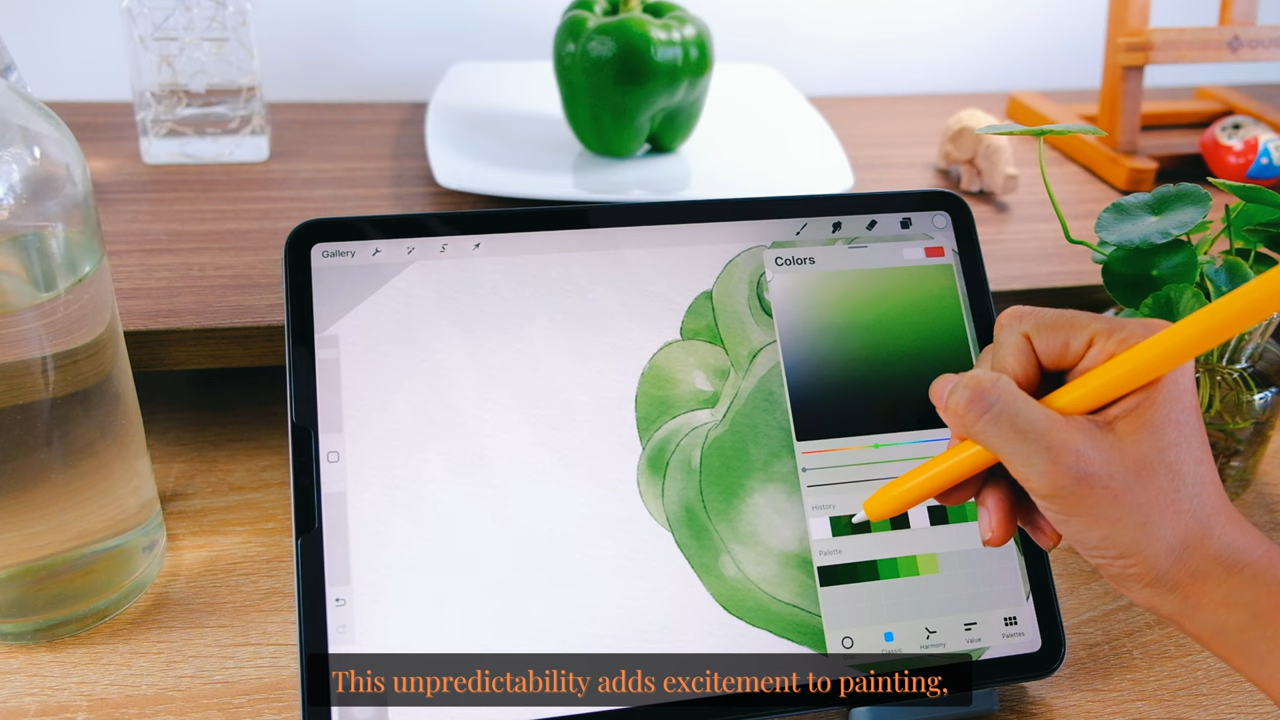 Gallery
Colors
History
Palette
Classic
Harmony
Value
Palettes
This unpredictability adds excitement to painting,